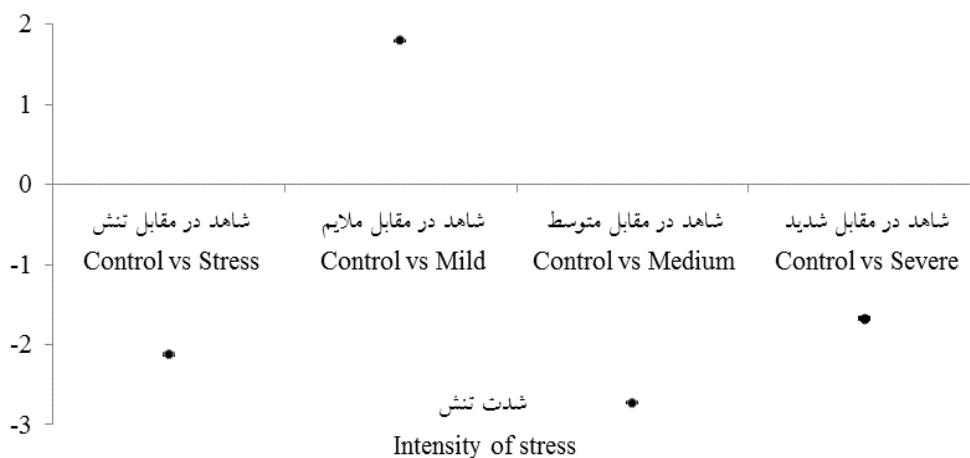 2
1
0
-1
-2
-3
شاهد در مقابل تنش
Control vs Stress
شاهد در مقابل ملایم
Control vs Mild
شاهد در مقابل متوسط
Control vs Medium
شاهد در مقابل شدید
Control vs Severe
شدت تنش
Intensity of stress